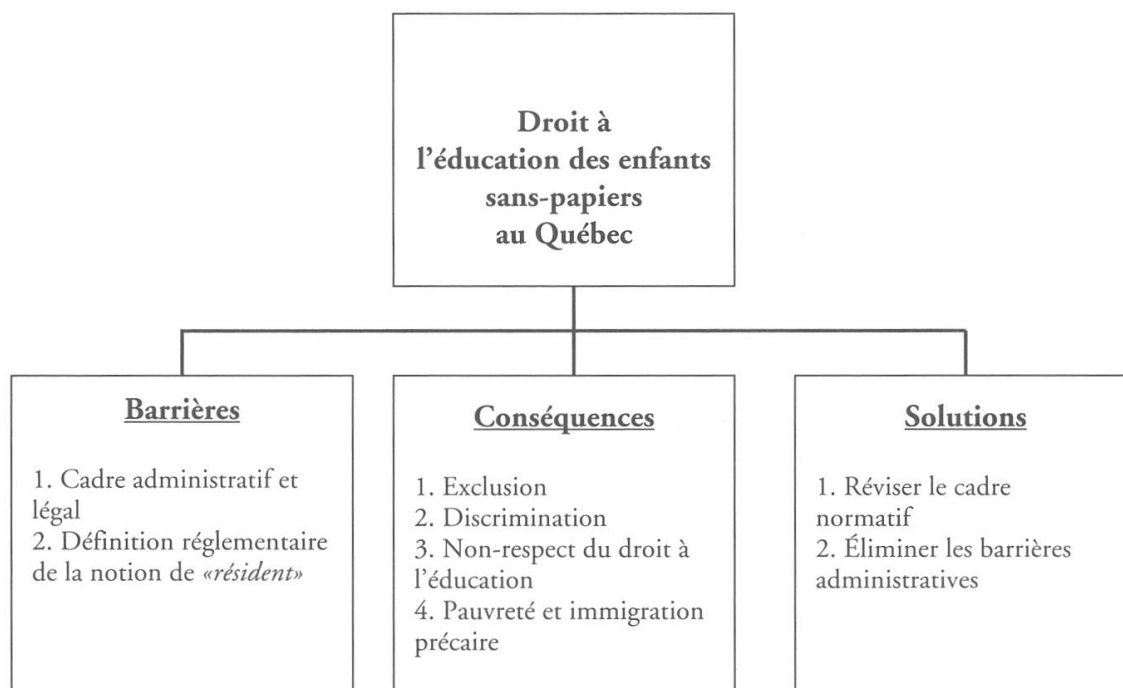 Droit à
l'éducation des enfants
sans-papiers
au Québec
Barrières
1. Cadre administratif et
légal
2. Définition réglementaire
de la notion de «résident»
Conséquences
1. Exclusion
2. Discrimination
3. Non-respect du droit à
l'éducation
4. Pauvreté et immigration
précaire
Solutions
1. Réviser le cadre
normatif
2. Éliminer les barrières
administratives